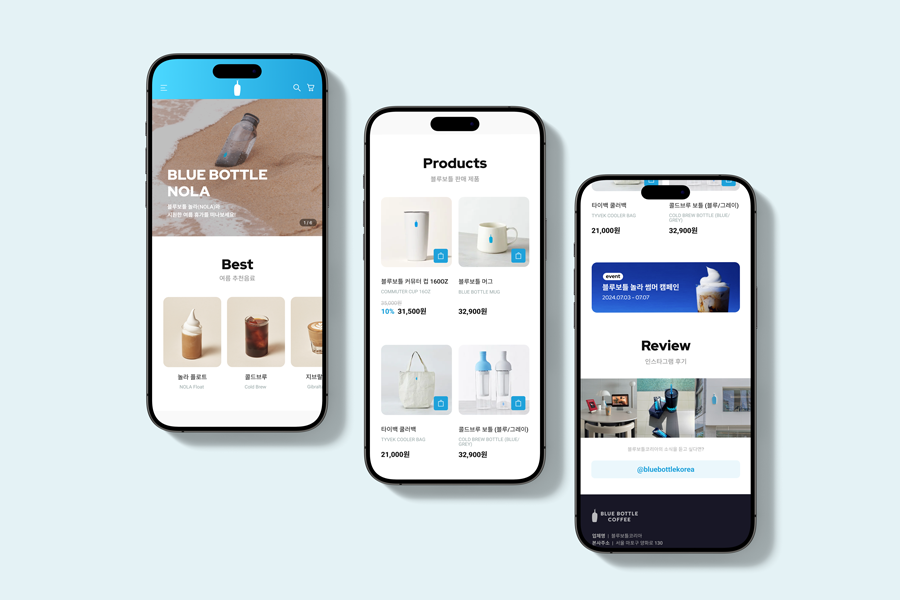 BLUE BOTTLE
NOLA
블루보틀 놀라(NOLA)와
시원한 여름 휴가를 떠나보세요!
1 / 4
Best
여름 추천음료
놀라 플로트
NOLA Float
콜드브루
Cold Brew
지브랄
Gibralt
Products
블루보틀 판매 제품
블루보틀 커뮤터 컵 16OZ
COMMUTER CUP 16OZ
35,000원
10% 31,500원
블루보틀 머그
BLUE BOTTLE MUG
32,900원
타이백 쿨러백
TYVEK COOLER BAG
21,000원
콜드브루 보틀 (블루/그레이)
COLD BREW BOTTLE (BLUE/
GREY)
32,900원
타이백 쿨러백
TYVEK COOLER BAG
21,000원
콜드브루 보틀 (블루/그레이)
COLD BREW BOTTLE (BLUE/
GREY)
32,900원
event
블루보틀 놀라 썸머 캠페인
2024.07.03 - 07.07
Review
인스타그램 후기
블루보틀코리아의 소식을 듣고 싶다면?
@bluebottlekorea
BLUE BOTTLE
COFFEE
업체명 | 블루보틀코리아
본사주소 | 서울 마포구 양화로 130